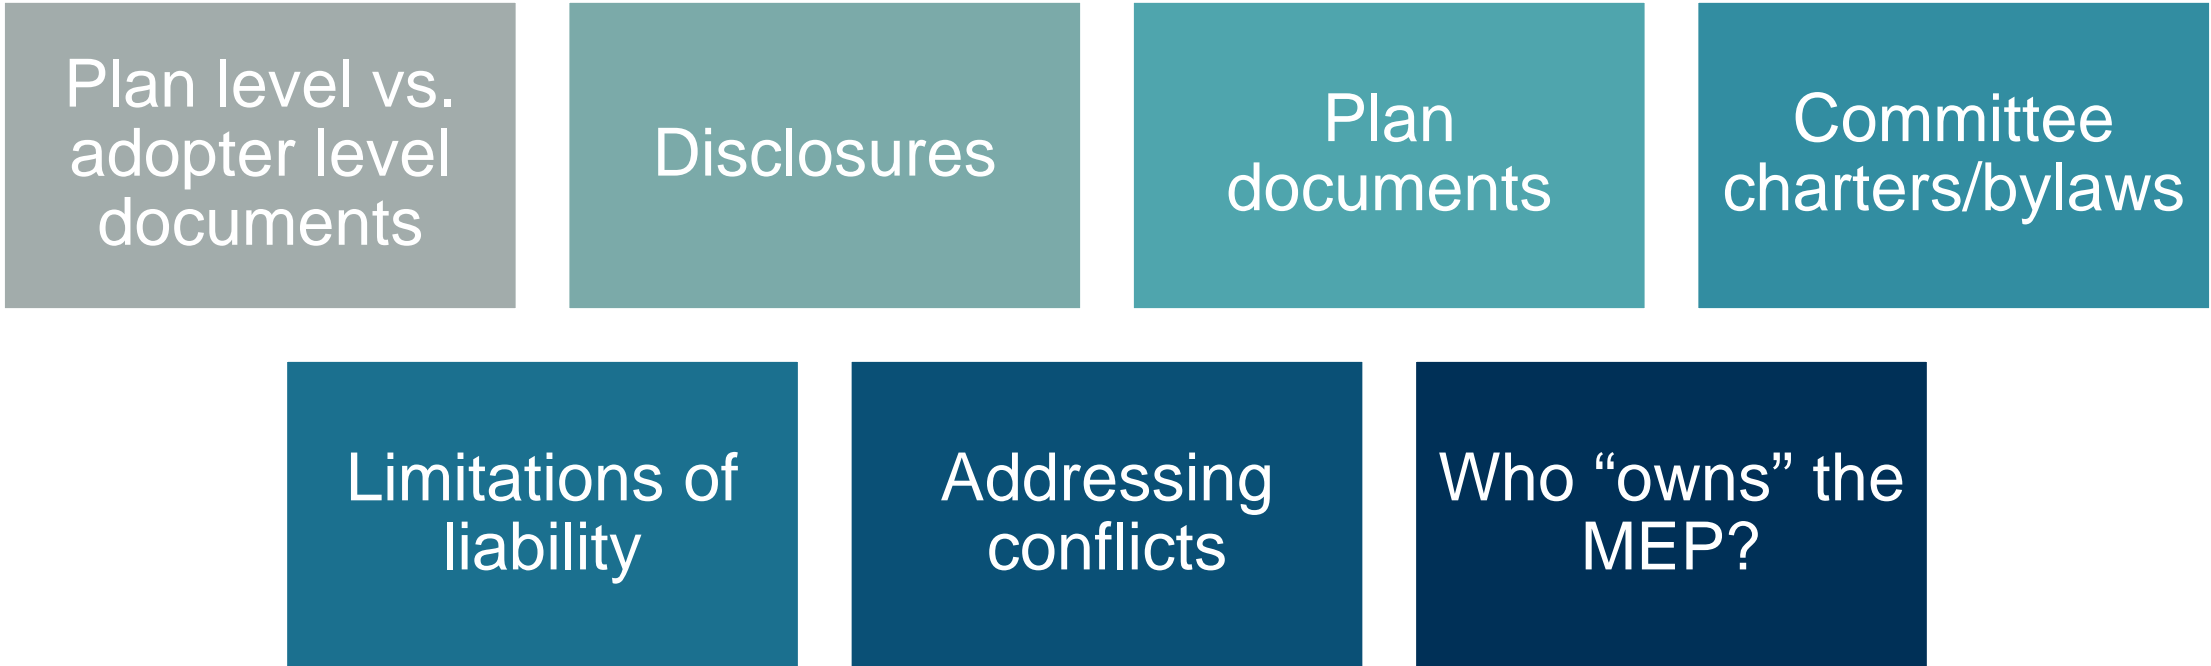 Plan level vs.
adopter level
documents
Disclosures
Plan
documents
Committee
charters/bylaws
Limitations of
liability
Addressing
conflicts
Who “owns” the
MEP?